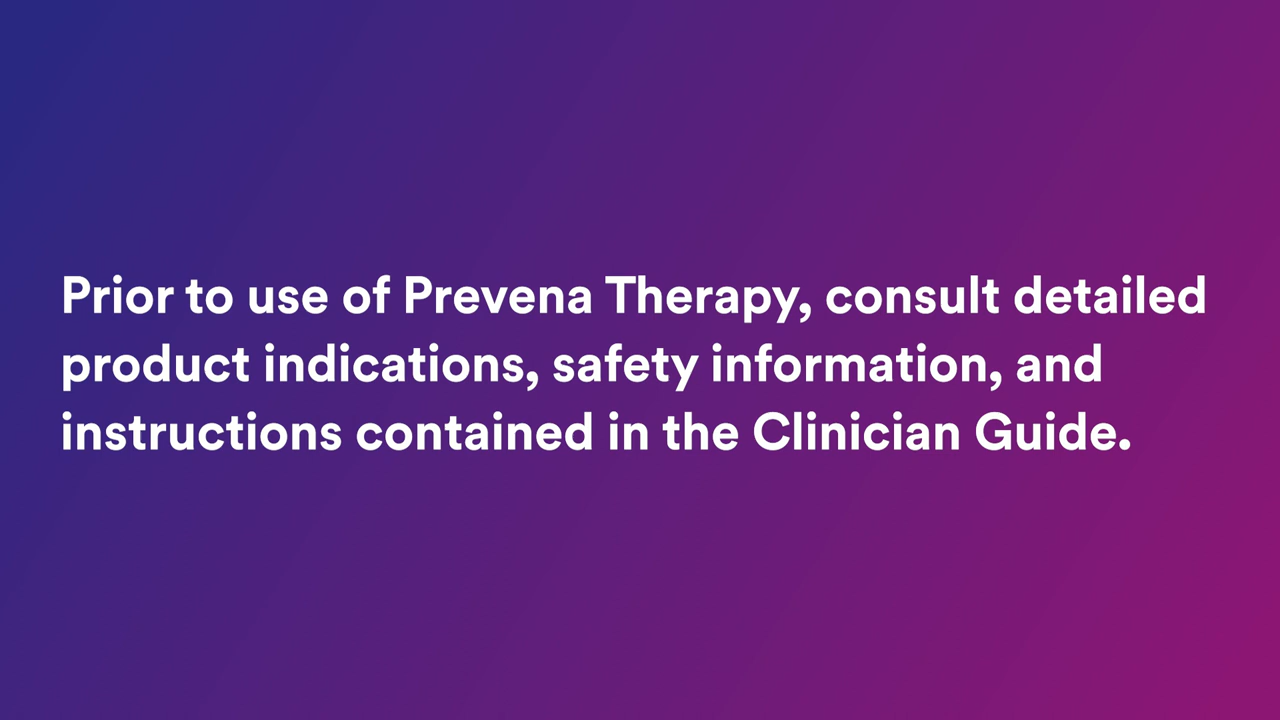 Prior to use of Prevena Therapy, consult detailed
product indications, safety information, and
instructions contained in the Clinician Guide.